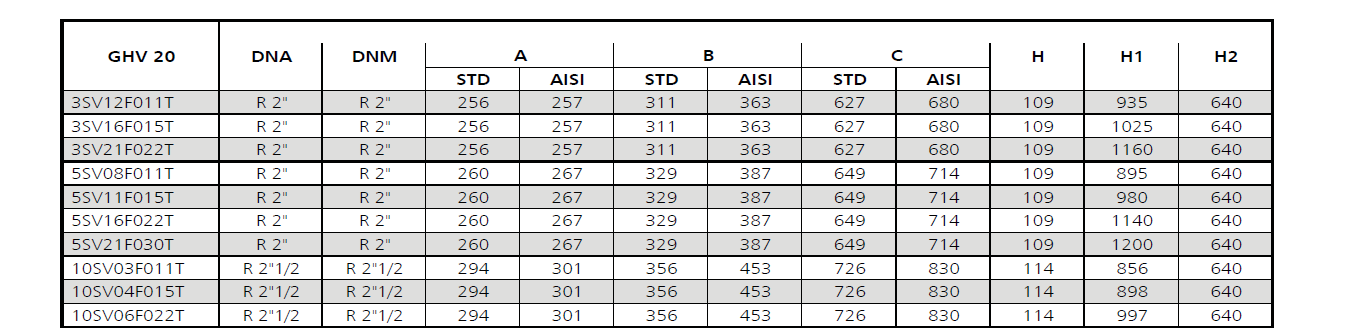 GHV 20 DNA DNM A B C H H1 H2
STD AISI STD AISI STD AISI
3SV12F011T R 2" R 2" 256 257 311 363 627 680 109 935 640
3SV16F015T R 2" R 2" 256 257 311 363 627 680 109 1025 640
3SV21F022T R 2" R 2" 256 257 311 363 627 680 109 1160 640
5SV08F011T R 2" R 2" 260 267 329 387 649 714 109 895 640
5SV11F015T R 2" R 2" 260 267 329 387 649 714 109 980 640
5SV16F022T R 2" R 2" 260 267 329 387 649 714 109 1140 640
5SV21F030T R 2" R 2" 260 267 329 387 649 714 109 1200 640
10SV03F011T R 2"1/2 R 2"1/2 294 301 356 453 726 830 114 856 640
10SV04F015T R 2"1/2 R 2"1/2 294 301 356 453 726 830 114 898 640
10SV06F022T R 2"1/2 R 2"1/2 294 301 356 453 726 830 114 997 640